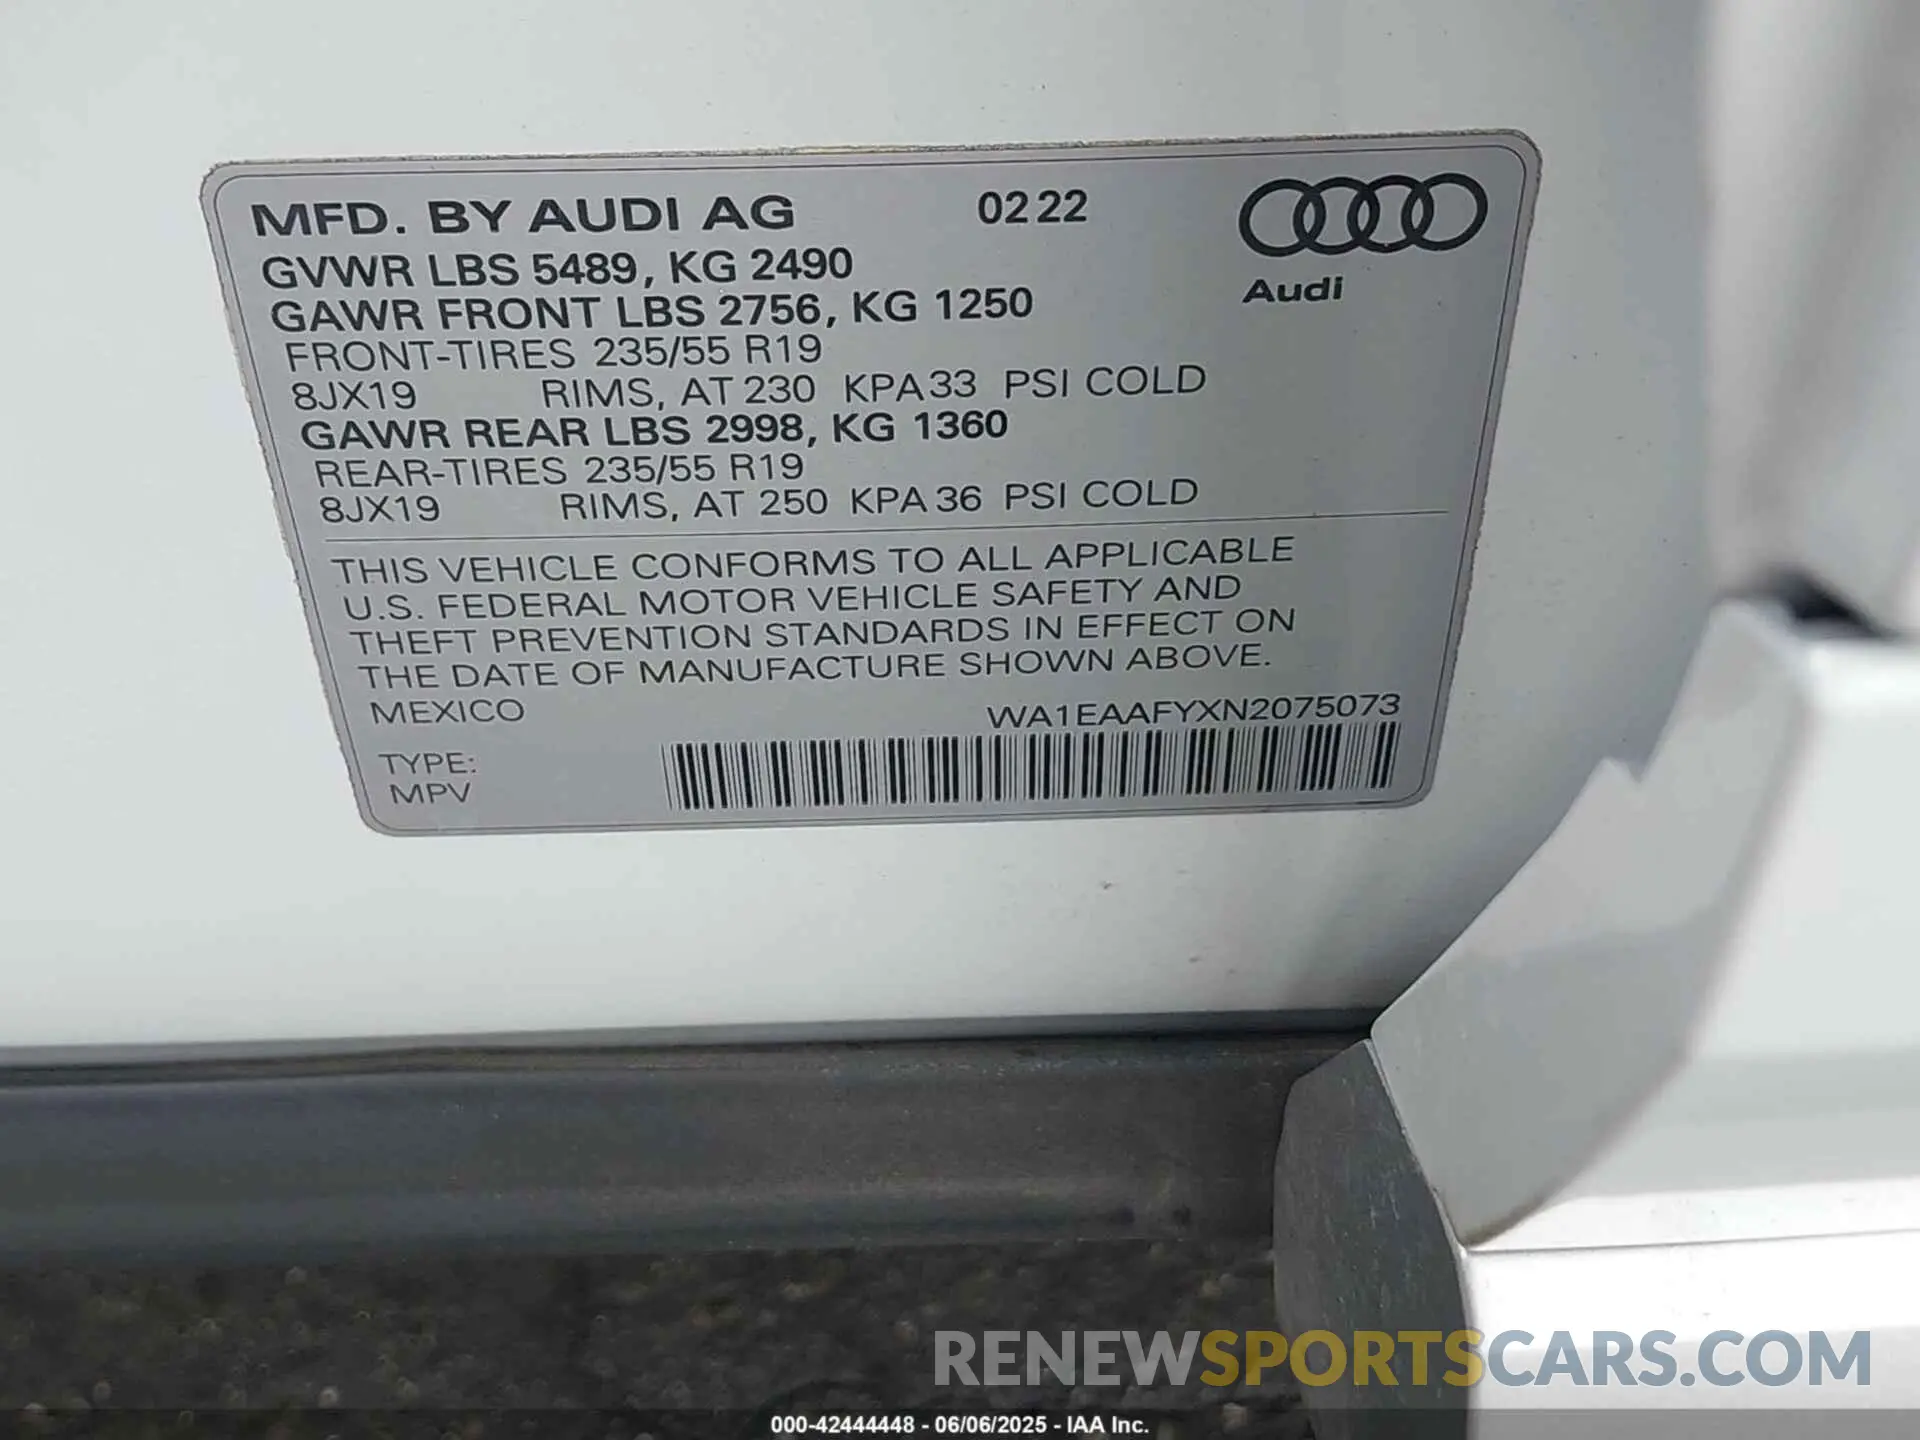 MFD. BY AUDI AG 0222
GVWR LBS 5489, KG 2490
Audi
GAWR FRONT LBS 2756, KG 1250
FRONT-TIRES 235/55 R19
8JX19 RIMS, AT 230 KPA 33 PSI COLD
GAWR REAR LBS 2998, KG 1360
REAR-TIRES 235/55 R19
8JX19 RIMS, AT 250 KPA 36 PSI COLD
THIS VEHICLE CONFORMS TO ALL APPLICABLE
U.S. FEDERAL MOTOR VEHICLE SAFETY AND
THEFT PREVENTION STANDARDS IN EFFECT ON
THE DATE OF MANUFACTURE SHOWN ABOVE.
MEXICO WA1EAAFYXN2075073
TYPE:
MPV
RENEWSPORTSCARS.COM
000-42444448 - 06/06/2025 - IAA Inc.